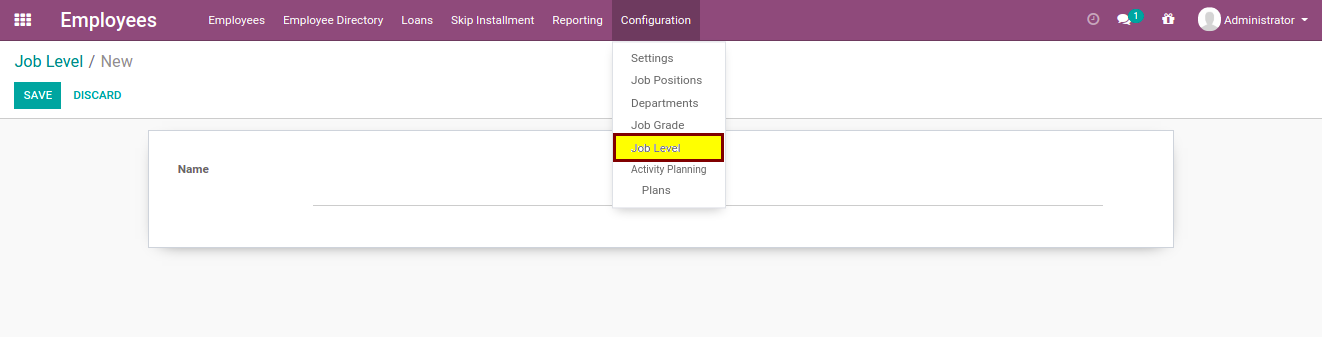 Employees Employees Employee Directory Loans Skip Installment Reporting Configuration 1 Administrator
Job Level / New
SAVE DISCARD
Settings
Job Positions
Departments
Job Grade
Job Level
Activity Planning
Plans
Name